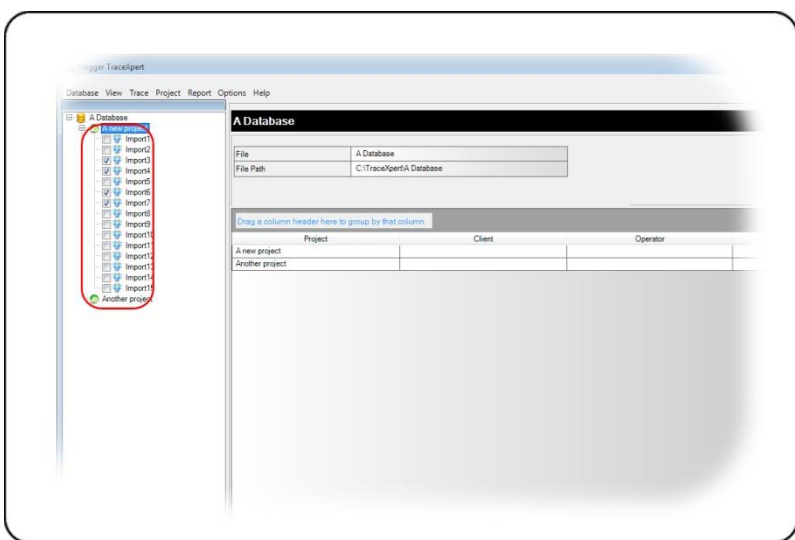 Megger TraceXpert
Database View Trace Project Report Options Help
A Database
A new project
Import1
Import2
Import3
Import4
Import5
Import6
Import7
Import8
Import9
Import10
Import11
Import12
Import13
Import14
Import15
Another project
A Database
File A Database
File Path C:\TraceXpert\A Database
Drag a column header here to group by that column.
Project Client Operator
A new project
Another project